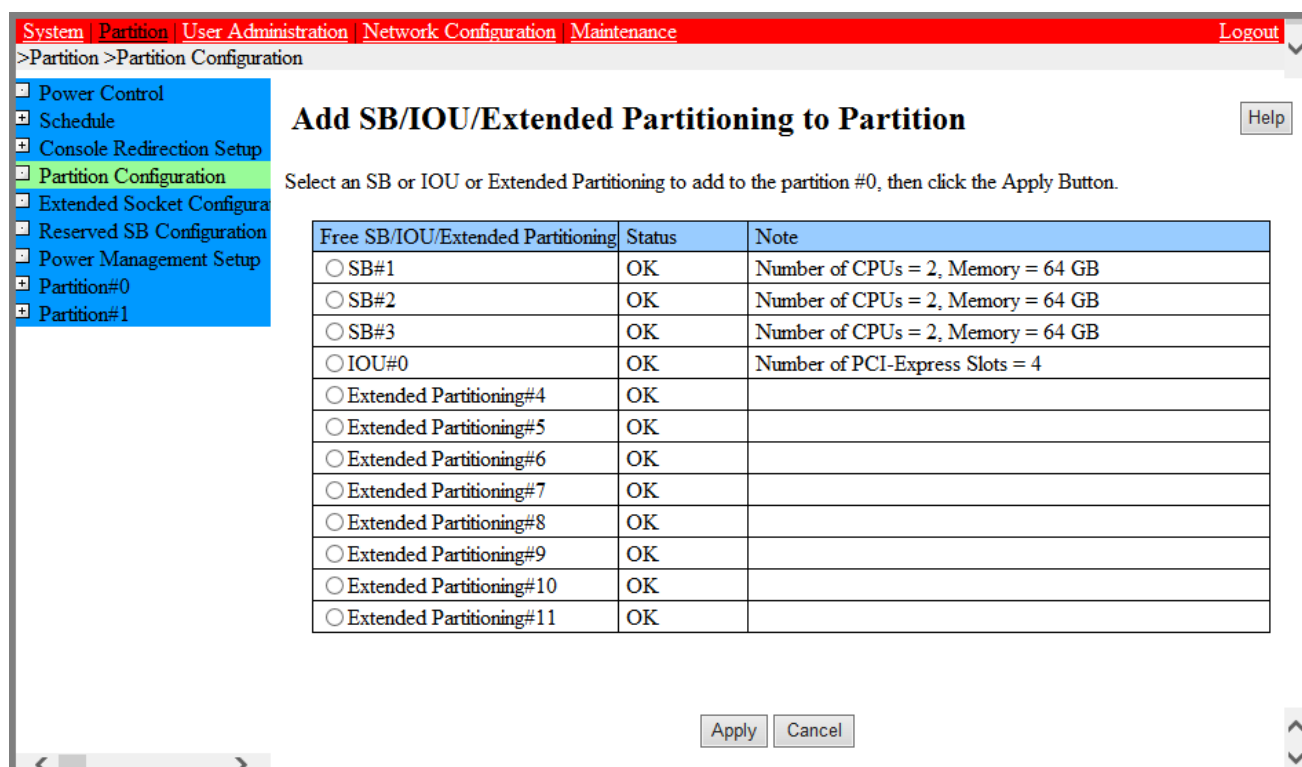 System | Partition | User Administration | Network Configuration | Maintenance Logout
>Partition >Partition Configuration
Power Control
Schedule
Console Redirection Setup
Partition Configuration
Extended Socket Configura
Reserved SB Configuration
Power Management Setup
Partition#0
Partition#1
Add SB/IOU/Extended Partitioning to Partition
Help
Select an SB or IOU or Extended Partitioning to add to the partition #0, then click the Apply Button.
Free SB/IOU/Extended Partitioning Status Note
SB#1 OK Number of CPUs = 2, Memory = 64 GB
SB#2 OK Number of CPUs = 2, Memory = 64 GB
SB#3 OK Number of CPUs = 2, Memory = 64 GB
IOU#0 OK Number of PCI-Express Slots = 4
Extended Partitioning#4 OK
Extended Partitioning#5 OK
Extended Partitioning#6 OK
Extended Partitioning#7 OK
Extended Partitioning#8 OK
Extended Partitioning#9 OK
Extended Partitioning#10 OK
Extended Partitioning#11 OK
Apply Cancel